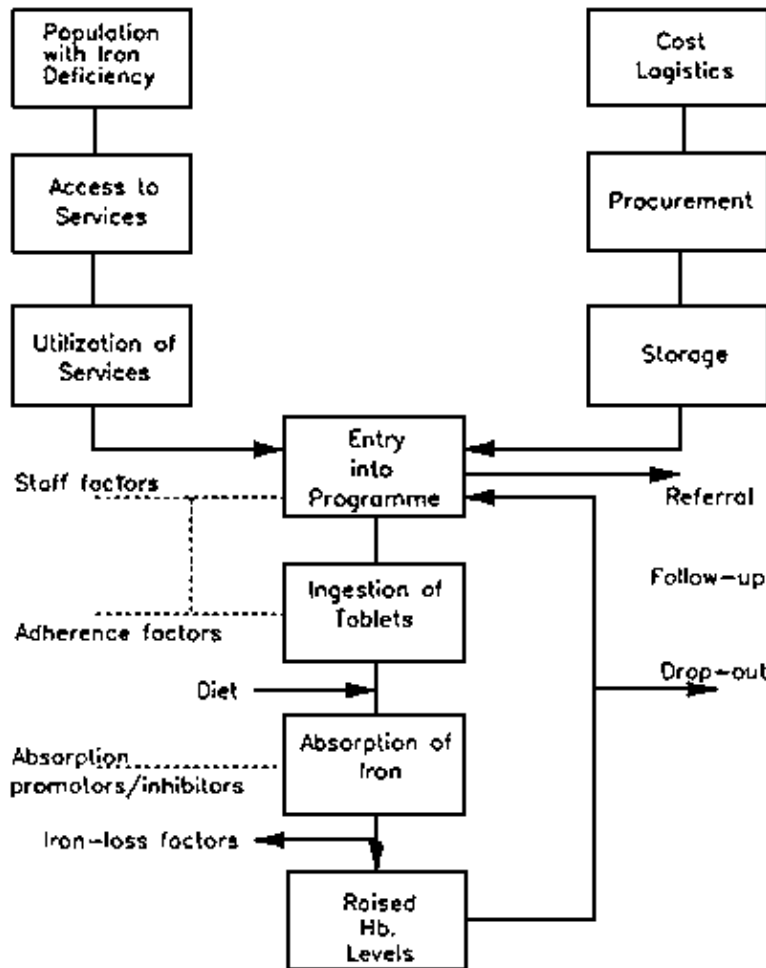 Population
with Iron
Deficiency
Cost
Logistics
Access to
Services
Procurement
Utilization of
Services
Storage
Entry
into
Programme
Staff factors
Referral
Follow-up
Ingestion of
Tablets
Adherence factors
Diet
Drop-out
Absorption of
Iron
Absorption
promotors/inhibitors
Iron-loss factors
Raised
Hb.
Levels